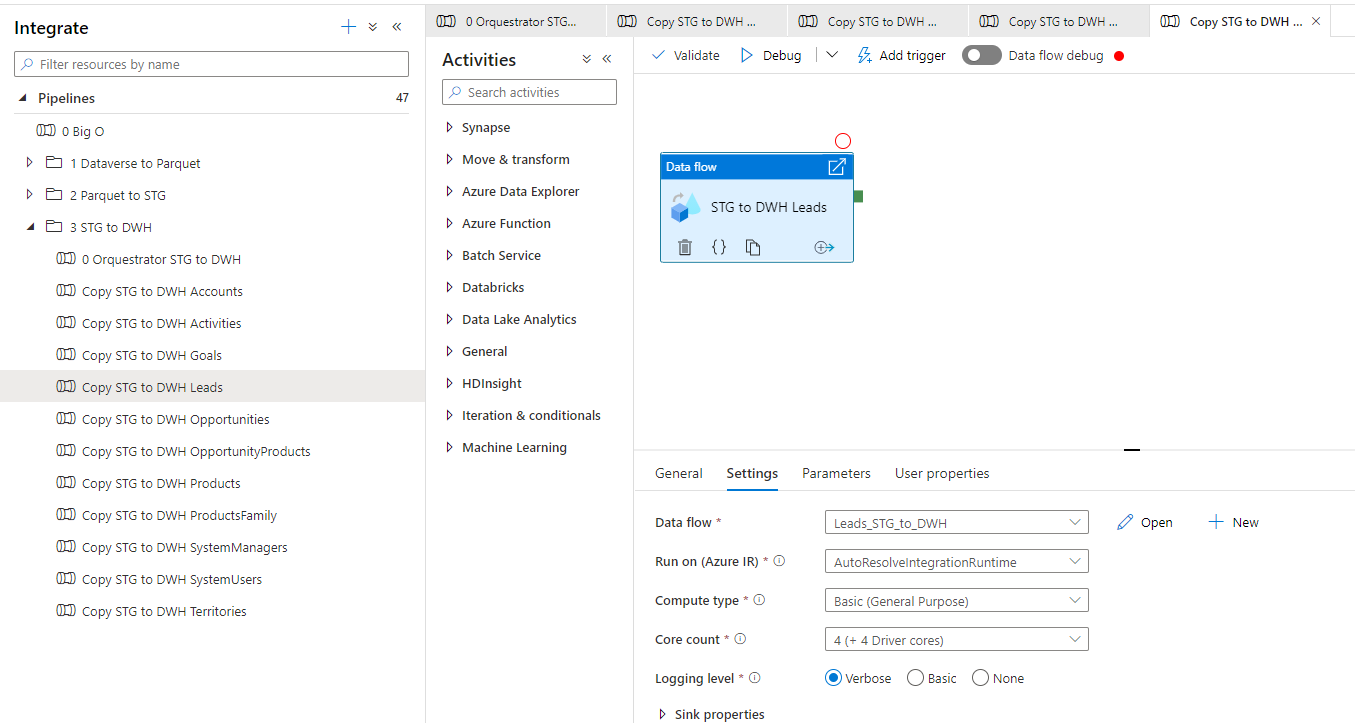 Integrate
Filter resources by name
Pipelines 47
0 Big O
1 Dataverse to Parquet
2 Parquet to STG
3 STG to DWH
0 Orquestrator STG to DWH
Copy STG to DWH Accounts
Copy STG to DWH Activities
Copy STG to DWH Goals
Copy STG to DWH Leads
Copy STG to DWH Opportunities
Copy STG to DWH OpportunityProducts
Copy STG to DWH Products
Copy STG to DWH ProductsFamily
Copy STG to DWH SystemManagers
Copy STG to DWH SystemUsers
Copy STG to DWH Territories
0 Orquestrator STG... Copy STG to DWH ... Copy STG to DWH ... Copy STG to DWH ... Copy STG to DWH ...
Activities
Search activities
Synapse
Move & transform
Azure Data Explorer
Azure Function
Batch Service
Databricks
Data Lake Analytics
General
HDInsight
Iteration & conditionals
Machine Learning
Validate Debug Add trigger Data flow debug
Data flow
STG to DWH Leads
{}
General Settings Parameters User properties
Data flow * Leads_STG_to_DWH Open New
Run on (Azure IR) * AutoResolveIntegrationRuntime
Compute type * Basic (General Purpose)
Core count * 4 (+ 4 Driver cores)
Logging level * Verbose Basic None
Sink properties